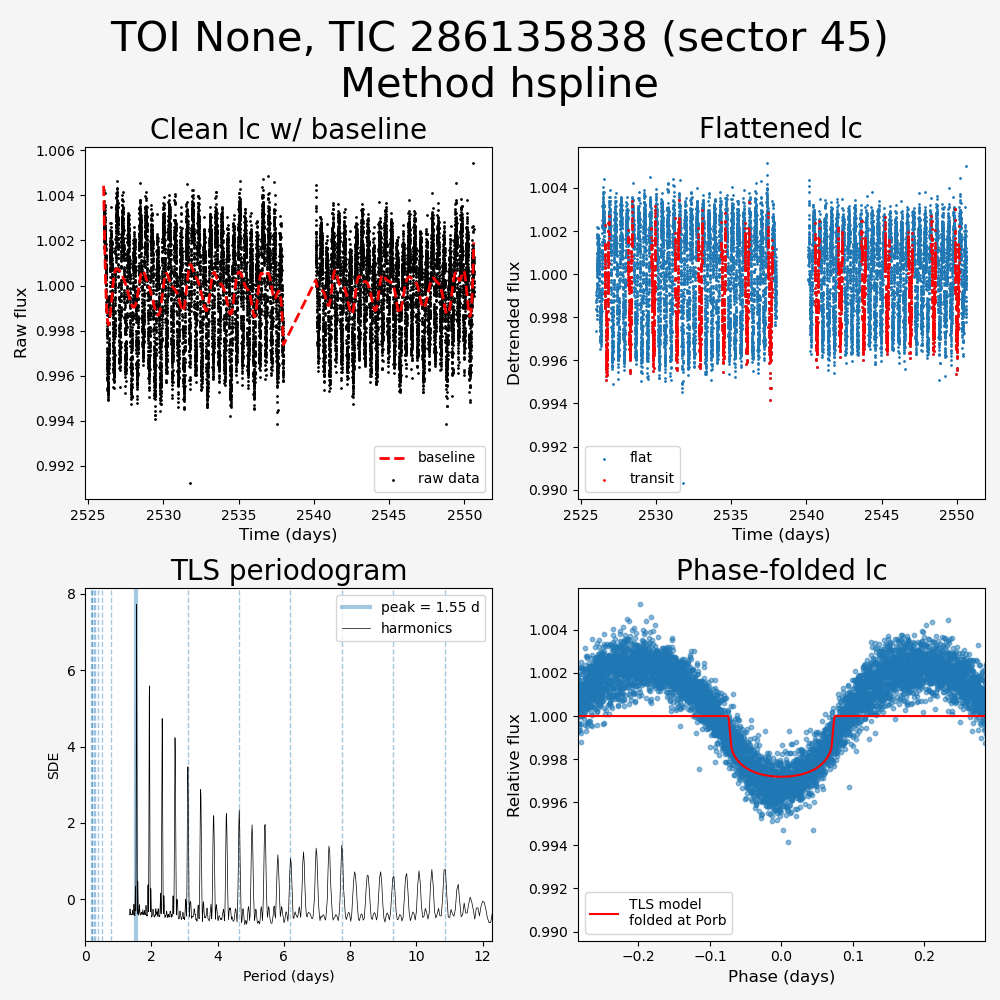 TOI None, TIC 286135838 (sector 45)
Method hspline
Clean lc w/ baseline
Raw flux
1.006
1.004
1.002
1.000
0.998
0.996
0.994
0.992
baseline
raw data
2525
2530
2535
2540
2545
2550
Time (days)
Flattened lc
Detrended flux
1.004
1.002
1.000
0.998
0.996
0.994
0.992
0.990
flat
transit
2525
2530
2535
2540
2545
2550
Time (days)
TLS periodogram
SDE
8
6
4
2
0
peak = 1.55 d
harmonics
0
2
4
6
8
10
12
Period (days)
Phase-folded lc
Relative flux
1.004
1.002
1.000
0.998
0.996
0.994
0.992
0.990
TLS model
folded at Porb
−0.2
−0.1
0.0
0.1
0.2
Phase (days)